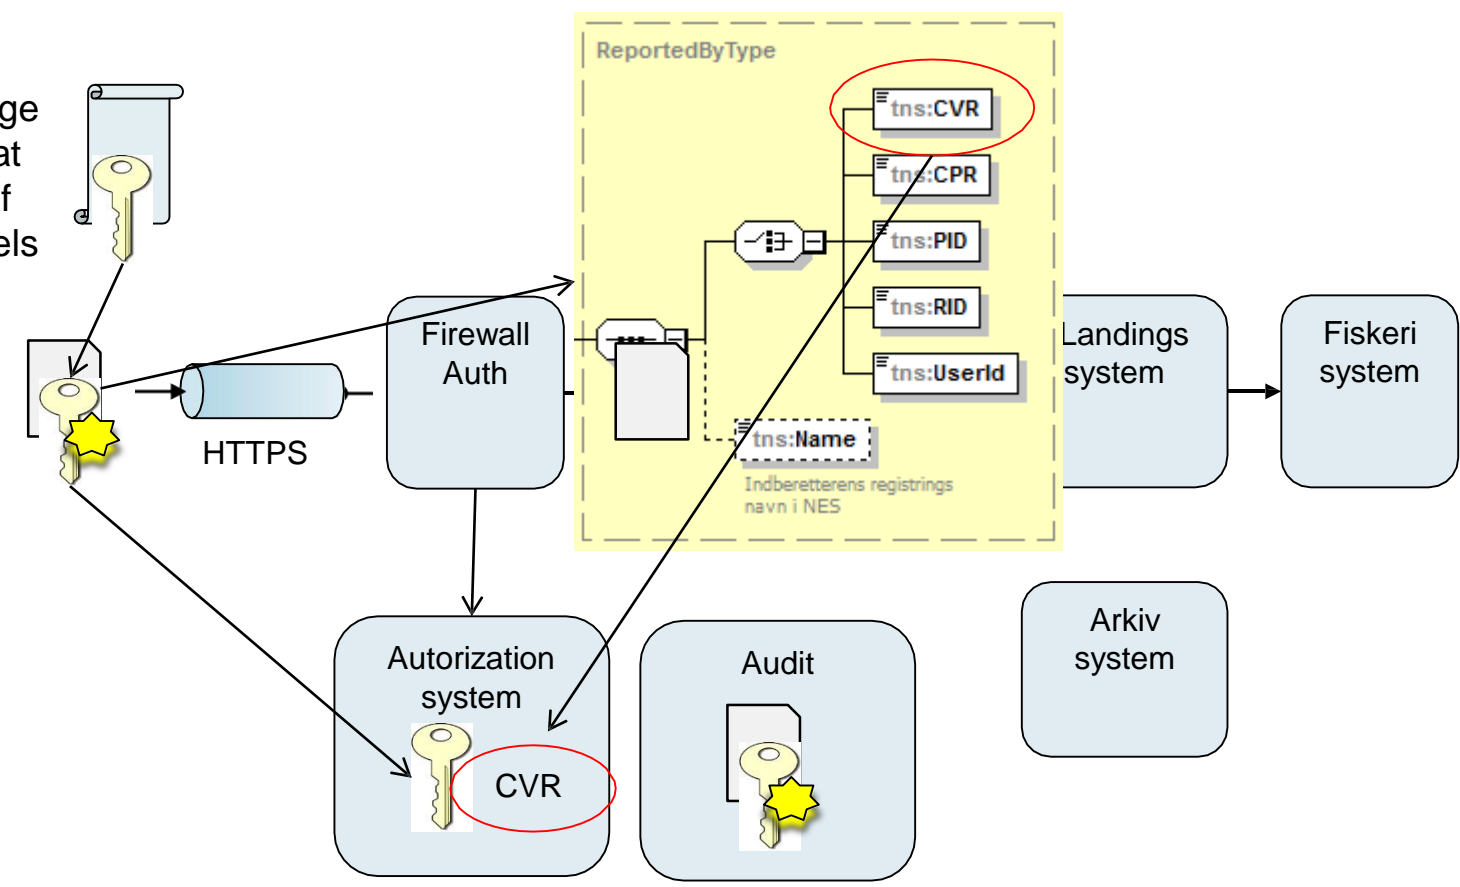 ge
at
f
els
ReportedByType
tns:CVR
tns:CPR
tns:PID
tns:RID
tns:UserId
tns:Name
Indberetterens registrings
navn i NES
Firewall
Auth
HTTPS
Landings
system
Fiskeri
system
Autorization
system
CVR
Audit
Arkiv
system